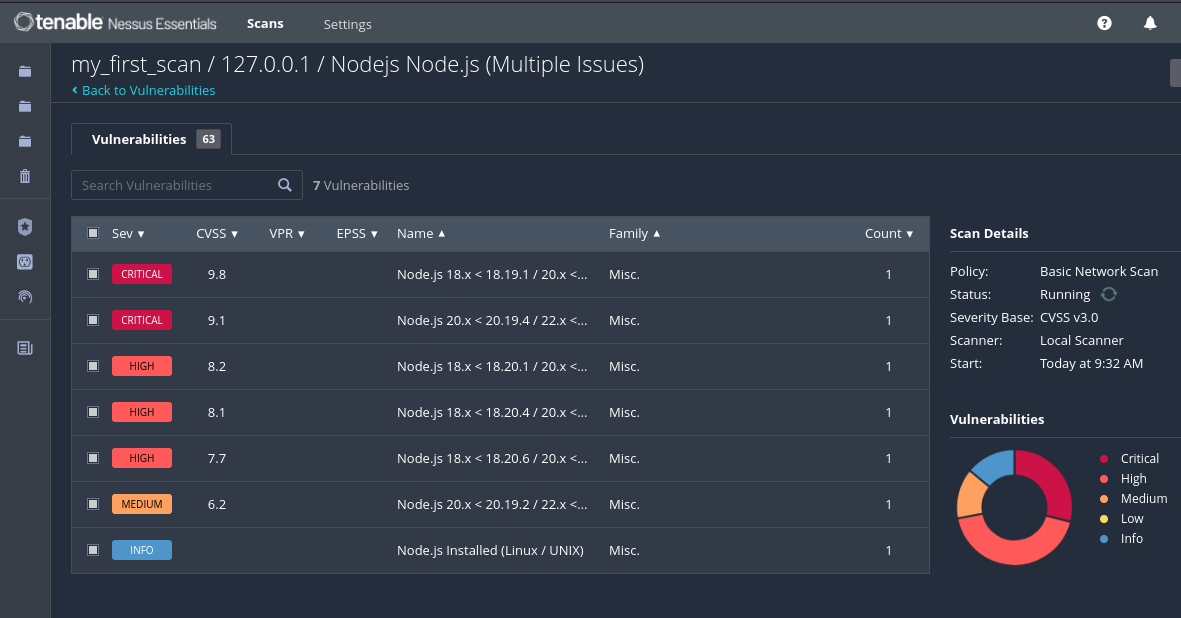 tenable Nessus Essentials Scans Settings
my_first_scan / 127.0.0.1 / Nodejs Node.js (Multiple Issues)
Back to Vulnerabilities
Vulnerabilities 63
Search Vulnerabilities 7 Vulnerabilities
Sev CVSS VPR EPSS Name Family Count
CRITICAL 9.8 Node.js 18.x < 18.19.1 / 20.x <... Misc. 1
CRITICAL 9.1 Node.js 20.x < 20.19.4 / 22.x <... Misc. 1
HIGH 8.2 Node.js 18.x < 18.20.1 / 20.x <... Misc. 1
HIGH 8.1 Node.js 18.x < 18.20.4 / 20.x <... Misc. 1
HIGH 7.7 Node.js 18.x < 18.20.6 / 20.x <... Misc. 1
MEDIUM 6.2 Node.js 20.x < 20.19.2 / 22.x <... Misc. 1
INFO Node.js Installed (Linux / UNIX) Misc. 1
Scan Details
Policy: Basic Network Scan
Status: Running
Severity Base: CVSS v3.0
Scanner: Local Scanner
Start: Today at 9:32 AM
Vulnerabilities
Critical
High
Medium
Low
Info